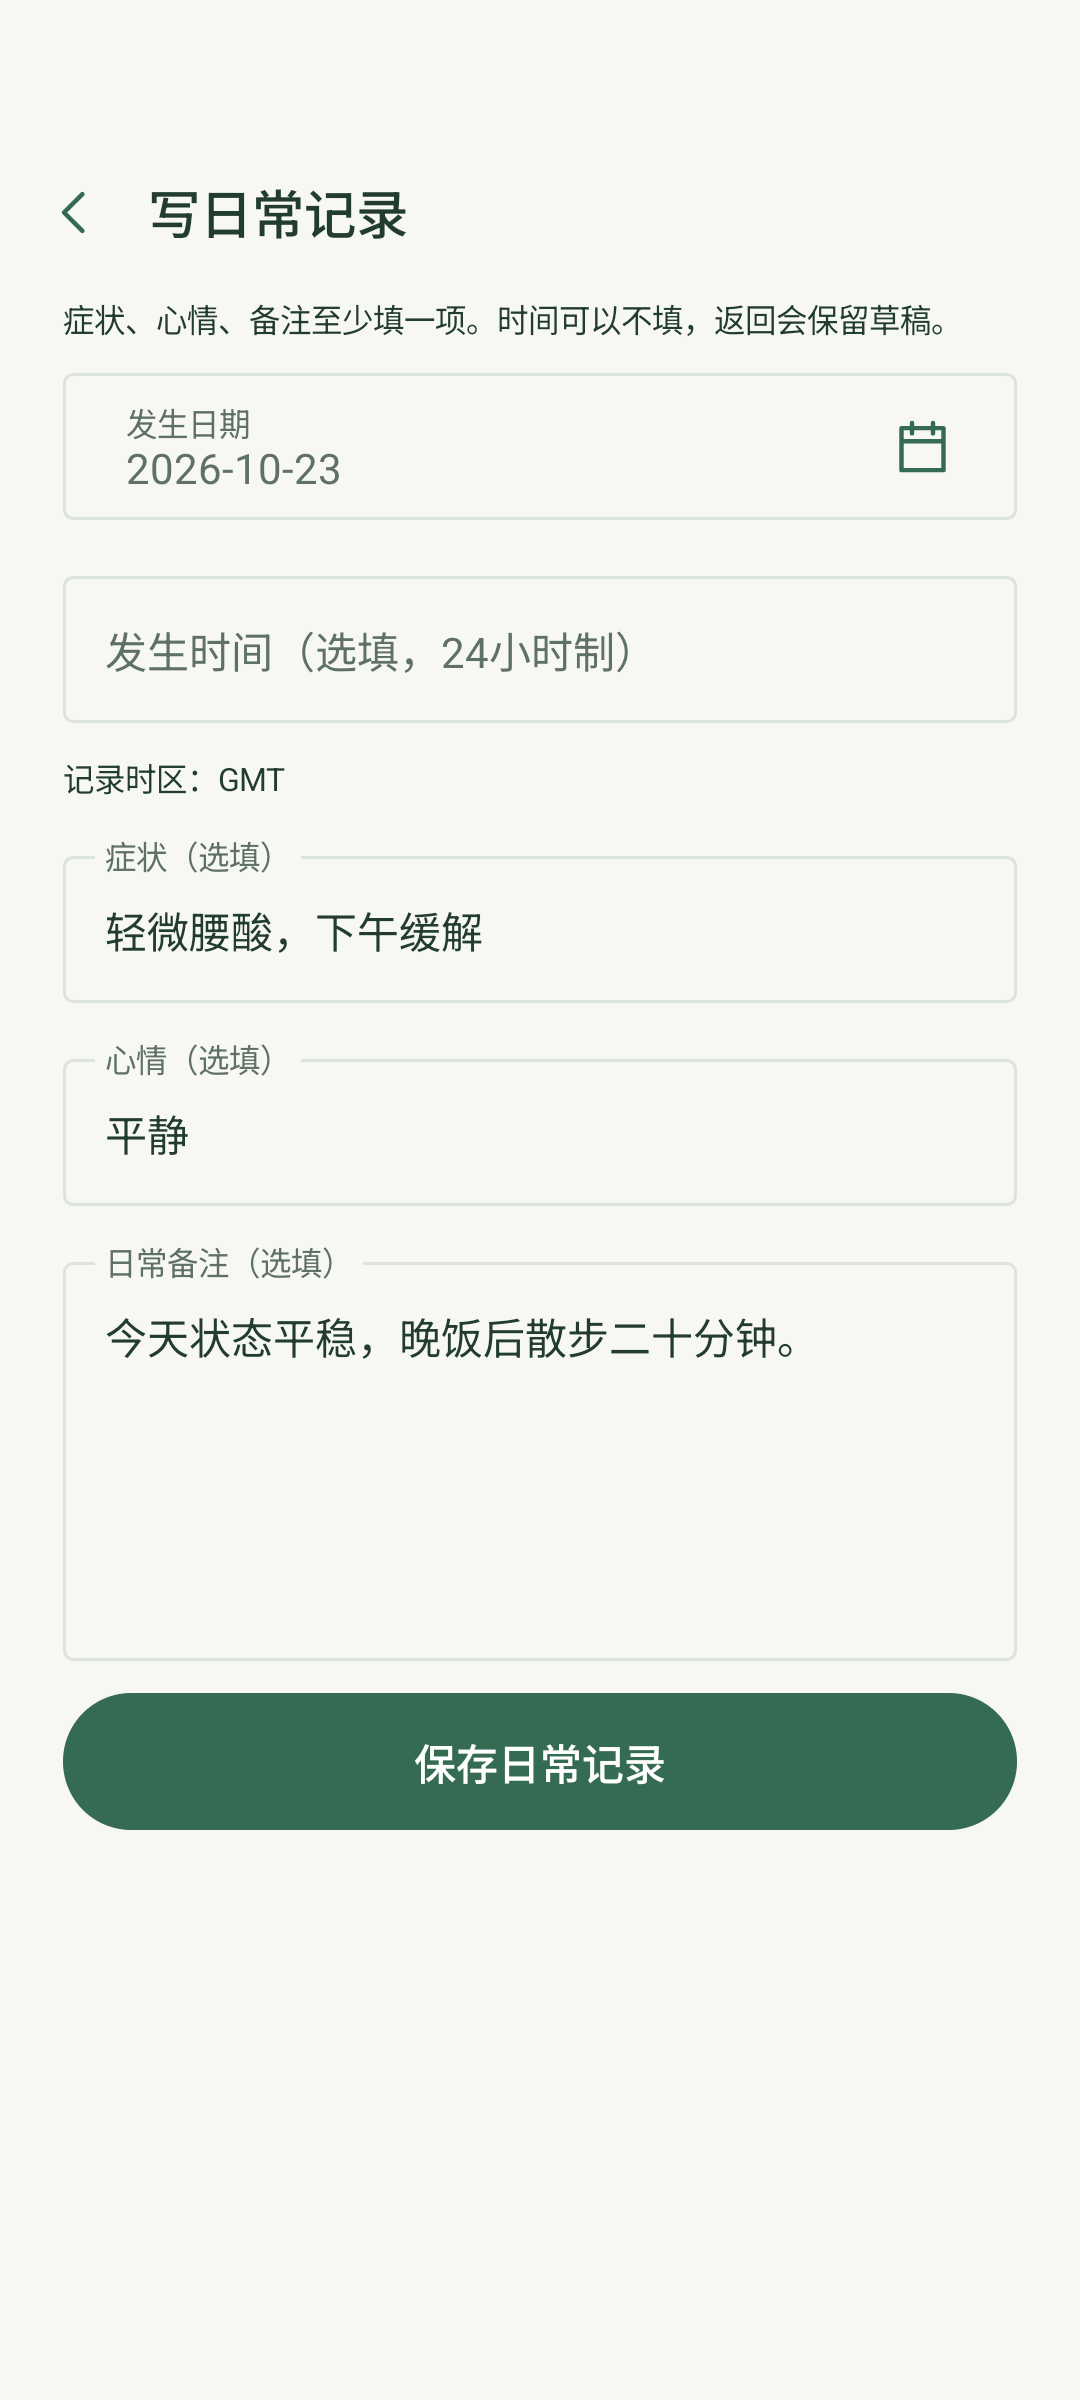 写日常记录
症状、心情、备注至少填一项。时间可以不填，返回会保留草稿。
发生日期
2026-10-23
发生时间（选填，24小时制）
记录时区：GMT
症状（选填）
轻微腰酸，下午缓解
心情（选填）
平静
日常备注（选填）
今天状态平稳，晚饭后散步二十分钟。
保存日常记录